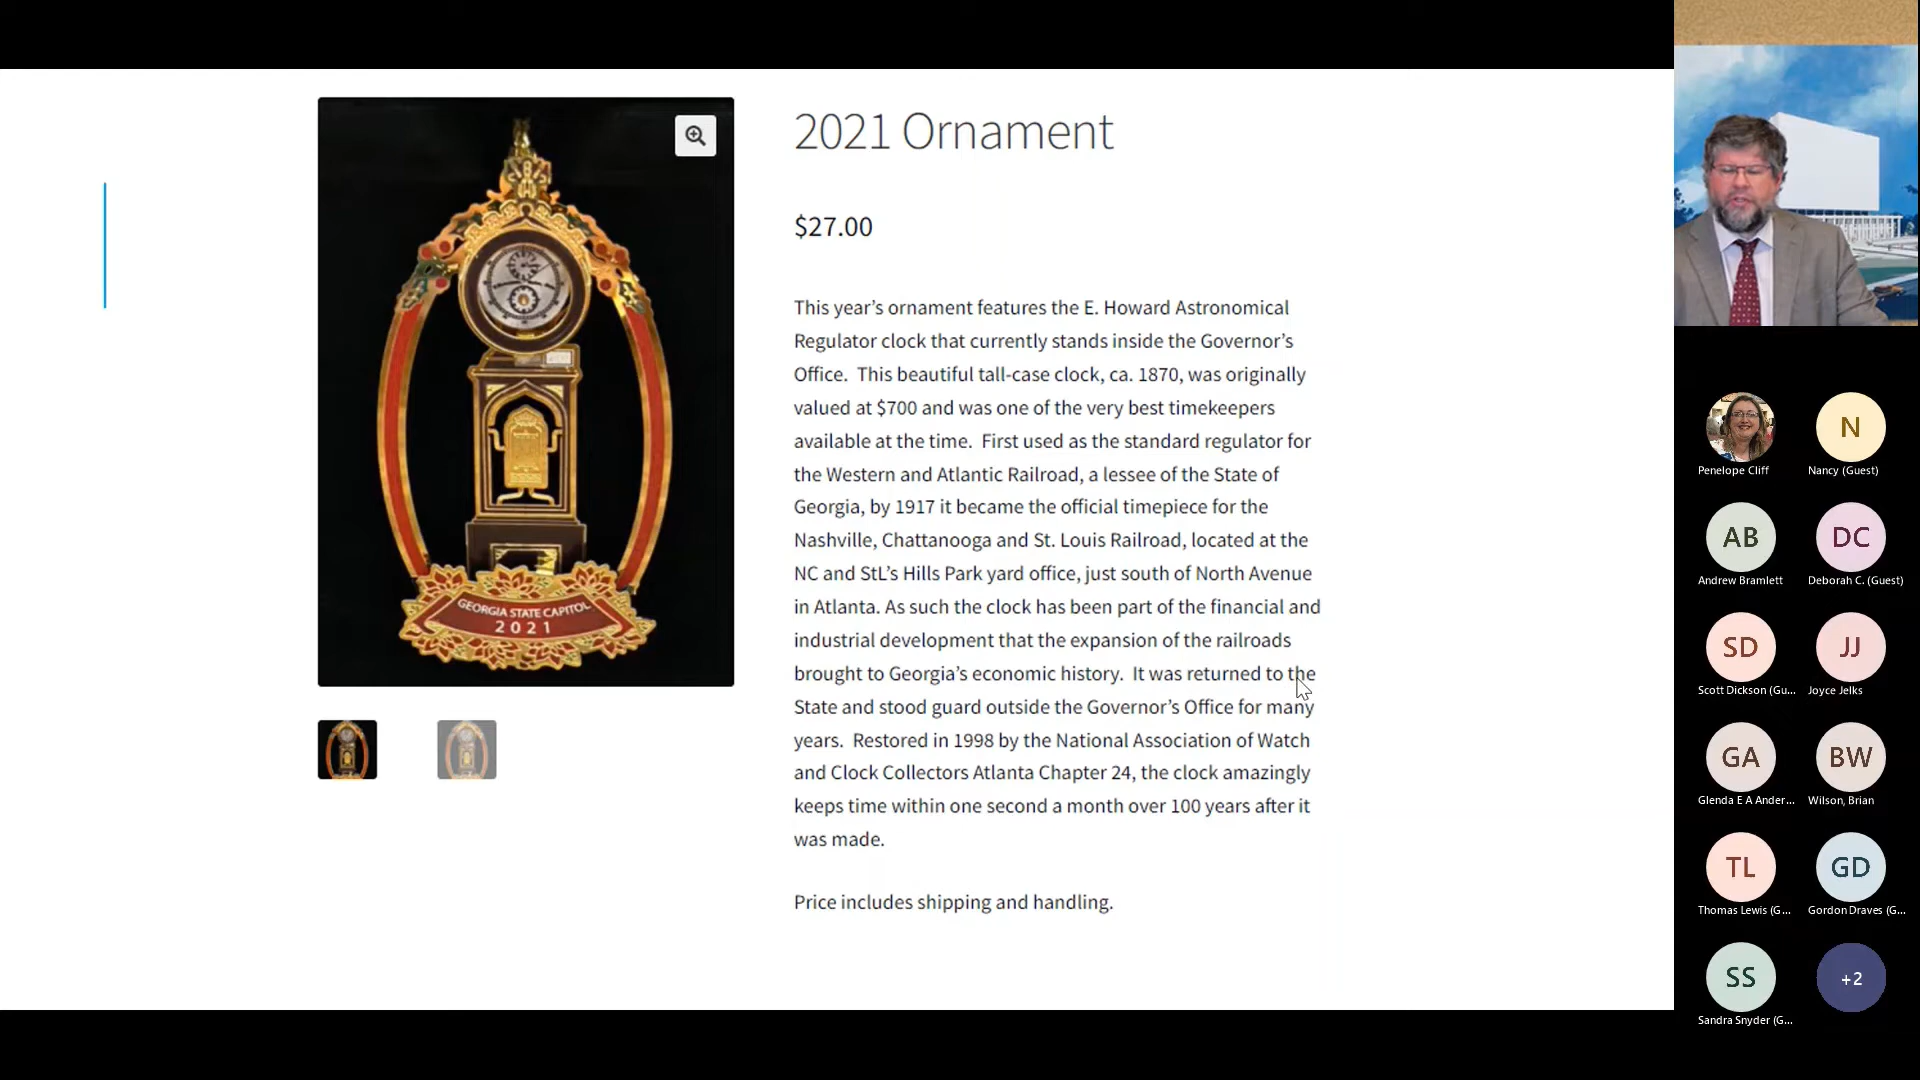 2021 Ornament
$27.00
This year’s ornament features the E. Howard Astronomical
Regulator clock that currently stands inside the Governor’s
Office.  This beautiful tall-case clock, ca. 1870, was originally
valued at $700 and was one of the very best timekeepers
available at the time.  First used as the standard regulator for
the Western and Atlantic Railroad, a lessee of the State of
Georgia, by 1917 it became the official timepiece for the
Nashville, Chattanooga and St. Louis Railroad, located at the
NC and StL’s Hills Park yard office, just south of North Avenue
in Atlanta. As such the clock has been part of the financial and
industrial development that the expansion of the railroads
brought to Georgia’s economic history.  It was returned to the
State and stood guard outside the Governor’s Office for many
years.  Restored in 1998 by the National Association of Watch
and Clock Collectors Atlanta Chapter 24, the clock amazingly
keeps time within one second a month over 100 years after it
was made.
Price includes shipping and handling.
GEORGIA STATE CAPITOL
2021
Penelope Cliff
N
Nancy (Guest)
AB
Andrew Bramlett
DC
Deborah C. (Guest)
SD
Scott Dickson (Gu...
JJ
Joyce Jelks
GA
Glenda E A Ander...
BW
Wilson, Brian
TL
Thomas Lewis (G...
GD
Gordon Draves (G...
SS
Sandra Snyder (G...
+2